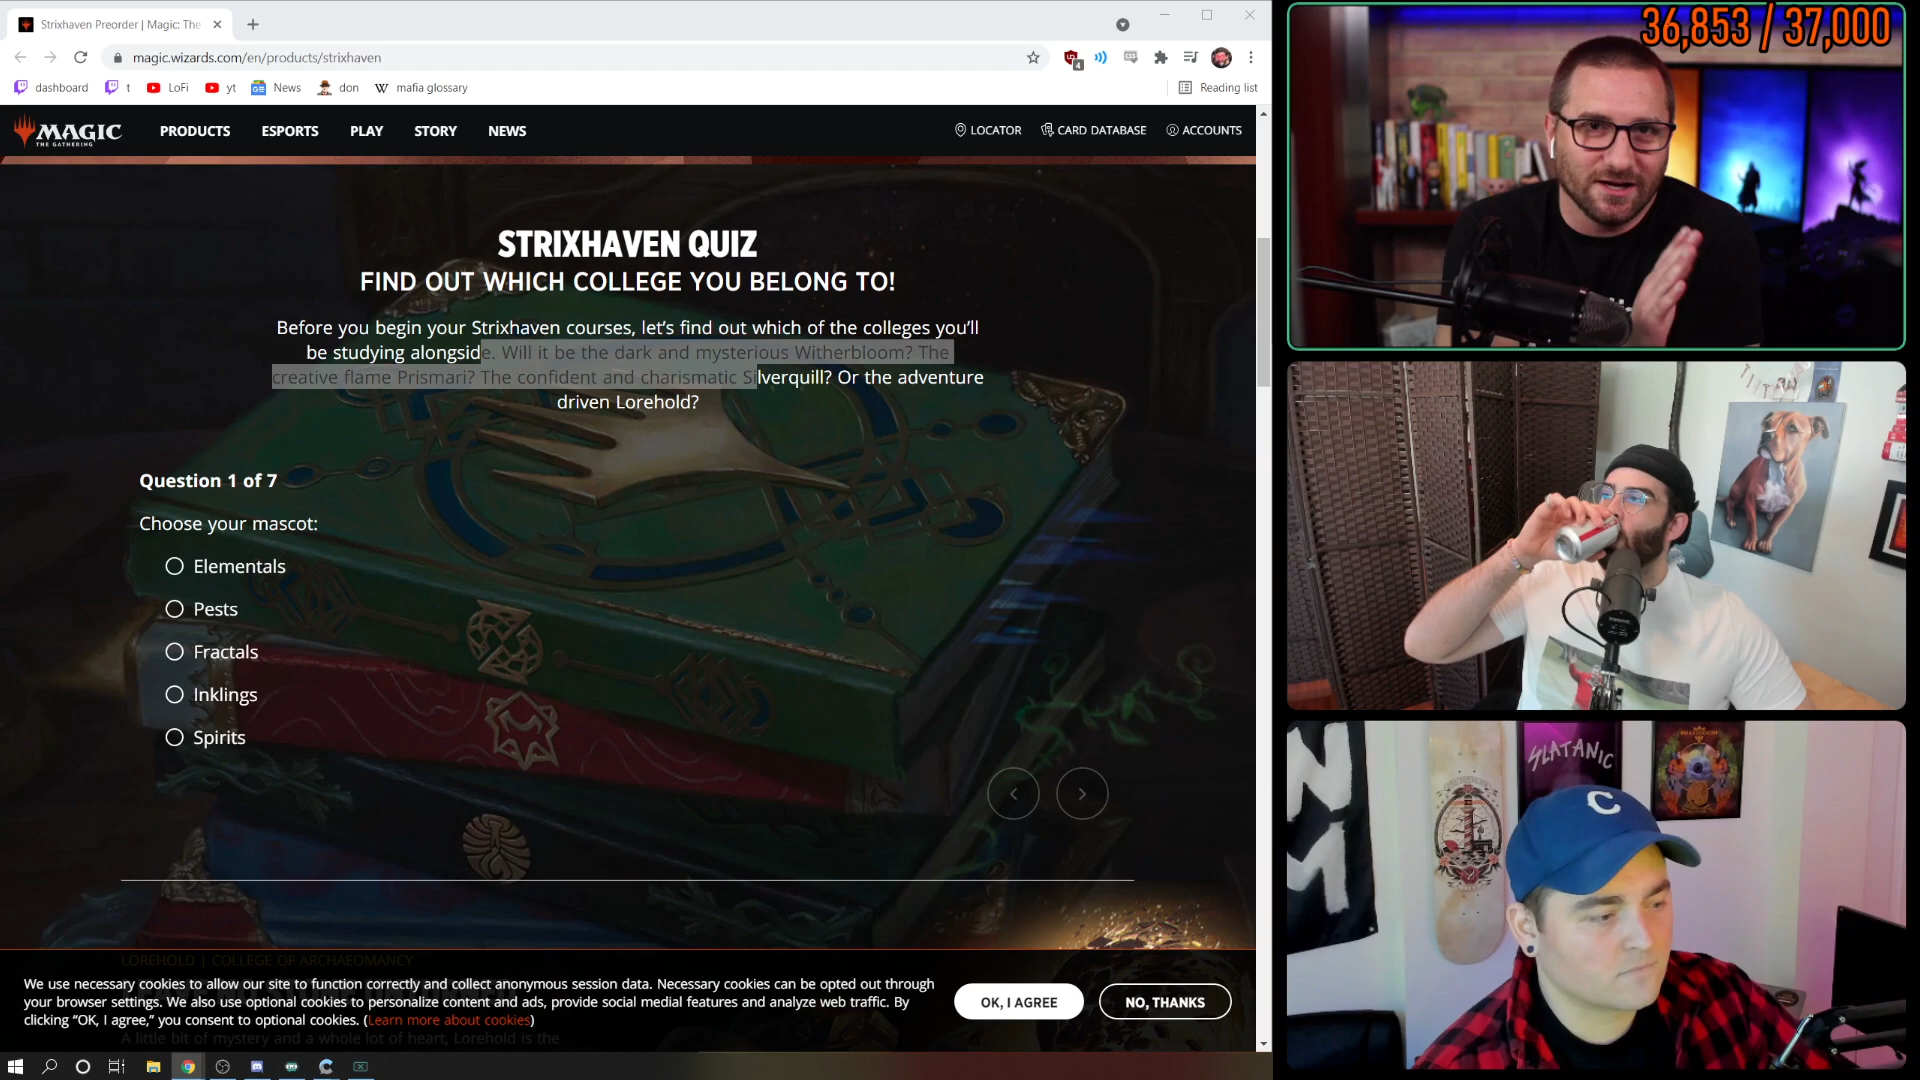 Strixhaven Preorder | Magic: The
magic.wizards.com/en/products/strixhaven
4
dashboard
t
LoFi
yt
News
don
W
mafia glossary
Reading list
MAGIC
THE GATHERING
PRODUCTS
ESPORTS
PLAY
STORY
NEWS
LOCATOR
CARD DATABASE
ACCOUNTS
STRIXHAVEN QUIZ
FIND OUT WHICH COLLEGE YOU BELONG TO!
Before you begin your Strixhaven courses, let's find out which of the colleges you'll
be studying alongside. Will it be the dark and mysterious Witherbloom? The
creative flame Prismari? The confident and charismatic Silverquill? Or the adventure
driven Lorehold?
Question 1 of 7
Choose your mascot:
Elementals
Pests
Fractals
Inklings
Spirits
LOREHOLD | COLLEGE OF ARCHAEOMANCY
We use necessary cookies to allow our site to function correctly and collect anonymous session data. Necessary cookies can be opted out through
your browser settings. We also use optional cookies to personalize content and ads, provide social medial features and analyze web traffic. By
clicking "OK, I agree," you consent to optional cookies. (Learn more about cookies)
A little bit of mystery and a whole lot of heart, Lorehold is the
OK, I AGREE
NO, THANKS
36,853 / 37,000
SLATANIC
C